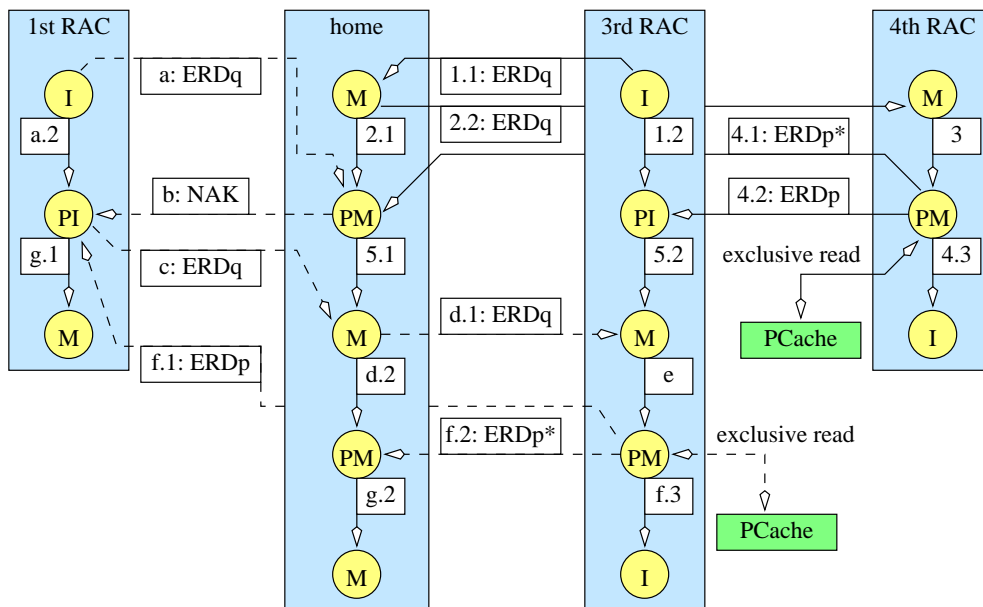 1st RAC home 3rd RAC 4th RAC
a: ERDq 1.1: ERDq
I M I M
2.2: ERDq
a.2 2.1 1.2 4.1: ERDp* 3
b: NAK 4.2: ERDp
PI PM PI PM
g.1 5.1 5.2 exclusive read 4.3
c: ERDq
d.1: ERDq
M M M PCache I
f.1: ERDp d.2 e
f.2: ERDp* exclusive read
PM PM
g.2 f.3
PCache
M I